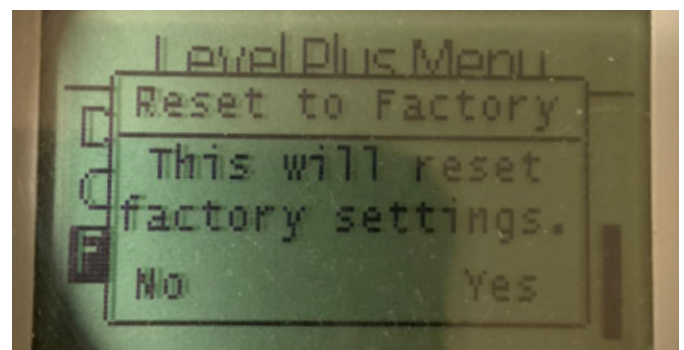 Level Plus Menu
Reset to Factory
This will reset
factory settings.
No Yes